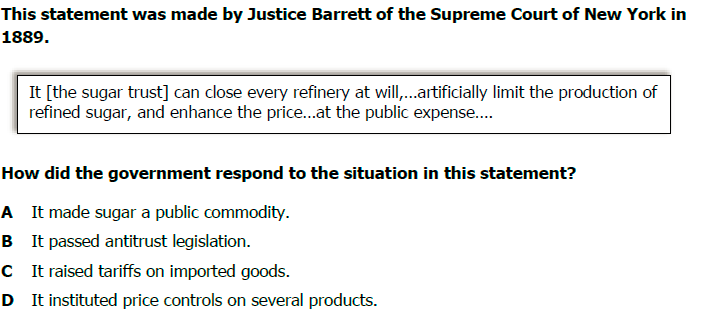 This statement was made by Justice Barrett of the Supreme Court of New York in
1889.
It [the sugar trust] can close every refinery at will,...artificially limit the production of
refined sugar, and enhance the price...at the public expense....
How did the government respond to the situation in this statement?
A It made sugar a public commodity.
B It passed antitrust legislation.
C It raised tariffs on imported goods.
D It instituted price controls on several products.